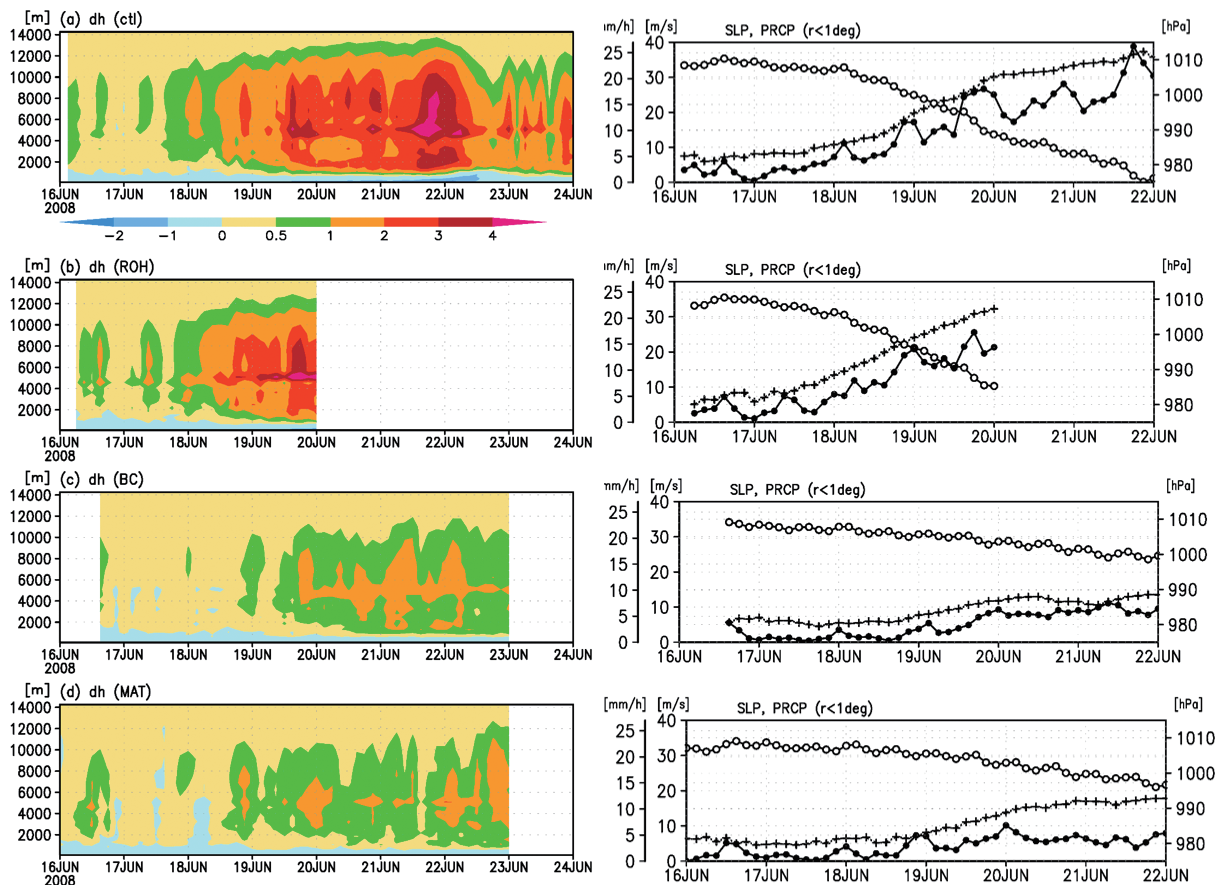 [m] (a) dh (ctl)
14000
12000
10000
8000
6000
4000
2000
16JUN 17JUN 18JUN 19JUN 20JUN 21JUN 22JUN 23JUN 24JUN
2008
-2 -1 0 0.5 1 2 3 4
mm/h] [m/s] SLP, PRCP (r<1deg) [hPa]
25 40 1010
20 30 1000
15 20 990
10 10 980
5
0 0
16JUN 17JUN 18JUN 19JUN 20JUN 21JUN 22JUN
[m] (b) dh (ROH)
14000
12000
10000
8000
6000
4000
2000
16JUN 17JUN 18JUN 19JUN 20JUN 21JUN 22JUN 23JUN 24JUN
2008
mm/h] [m/s] SLP, PRCP (r<1deg) [hPa]
25 40 1010
20 30 1000
15 20 990
10 10 980
5
0 0
16JUN 17JUN 18JUN 19JUN 20JUN 21JUN 22JUN
[m] (c) dh (BC)
14000
12000
10000
8000
6000
4000
2000
16JUN 17JUN 18JUN 19JUN 20JUN 21JUN 22JUN 23JUN 24JUN
2008
mm/h] [m/s] SLP, PRCP (r<1deg) [hPa]
25 40 1010
20 30 1000
15 20 990
10 10 980
5
0 0
16JUN 17JUN 18JUN 19JUN 20JUN 21JUN 22JUN
[m] (d) dh (MAT)
14000
12000
10000
8000
6000
4000
2000
16JUN 17JUN 18JUN 19JUN 20JUN 21JUN 22JUN 23JUN 24JUN
2008
[mm/h] [m/s] SLP, PRCP (r<1deg) [hPa]
25 40 1010
20 30 1000
15 20 990
10 10 980
5
0 0
16JUN 17JUN 18JUN 19JUN 20JUN 21JUN 22JUN